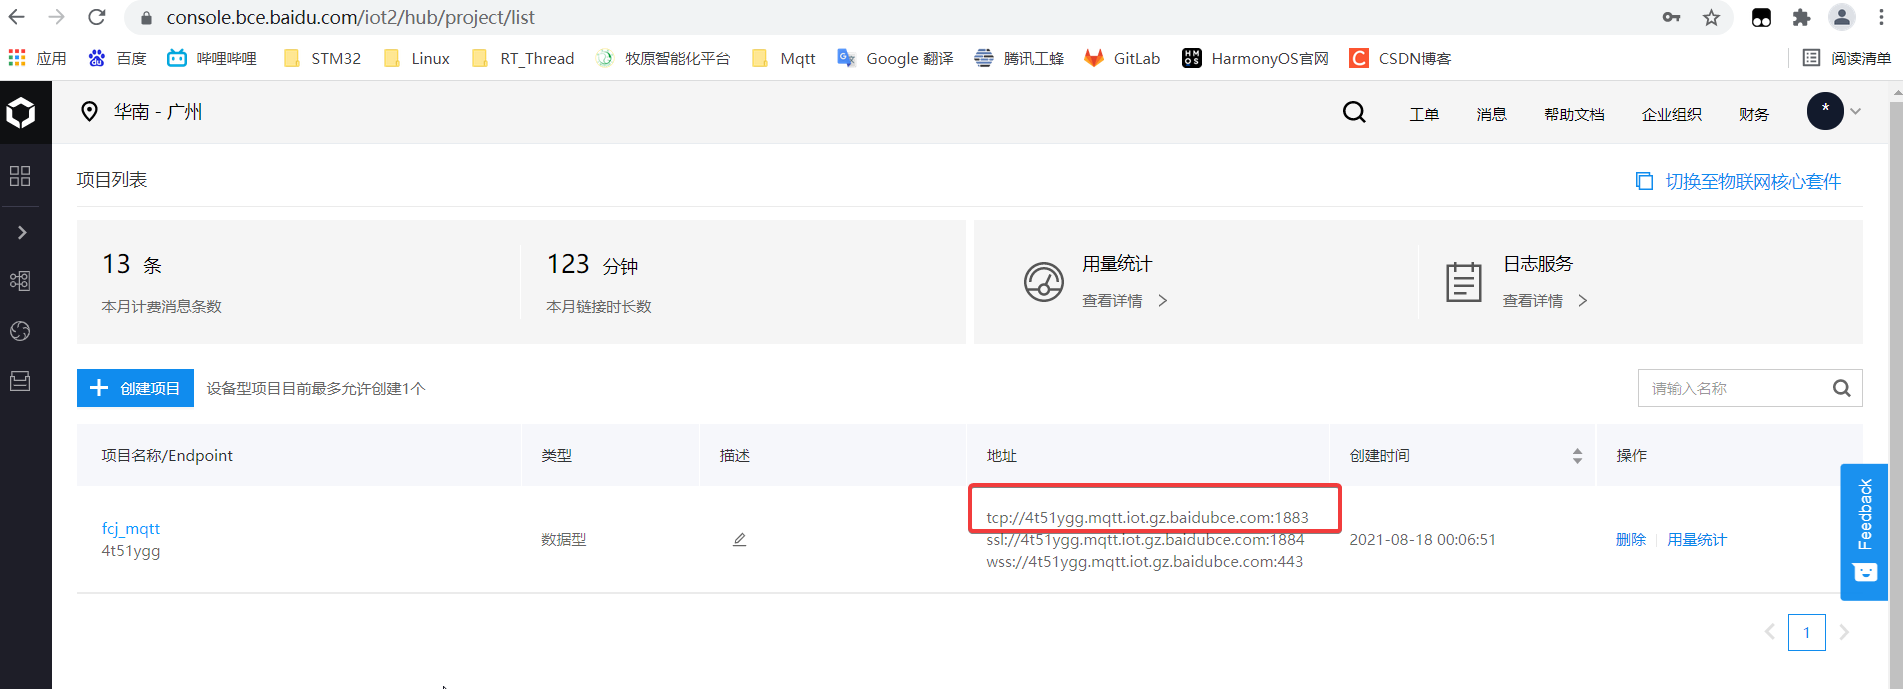 console.bce.baidu.com/iot2/hub/project/list
应用 百度 哔哩哔哩 STM32 Linux RT_Thread 牧原智能化平台 Mqtt Google 翻译 腾讯工蜂 GitLab HarmonyOS官网 CSDN博客 阅读清单
华南 - 广州 工单 消息 帮助文档 企业组织 财务 *
项目列表 切换至物联网核心套件
13 条 123 分钟 用量统计 日志服务
本月计费消息条数 本月链接时长数 查看详情 查看详情
创建项目 设备型项目目前最多允许创建1个 请输入名称
项目名称/Endpoint 类型 描述 地址 创建时间 操作
tcp://4t51ygg.mqtt.iot.gz.baidubce.com:1883
fcj_mqtt
4t51ygg 数据型 ssl://4t51ygg.mqtt.iot.gz.baidubce.com:1884 2021-08-18 00:06:51 删除 用量统计
wss://4t51ygg.mqtt.iot.gz.baidubce.com:443
Feedback
1